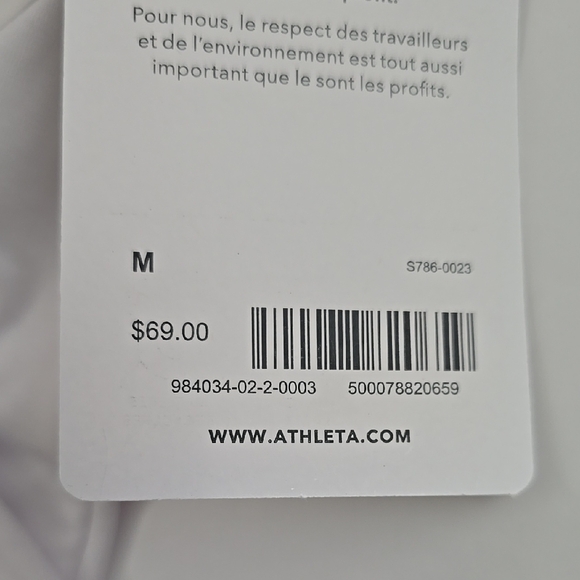 Pour nous, le respect des travailleurs
et de l'environnement est tout aussi
important que le sont les profits.
M
S786-0023
$69.00
984034-02-2-0003 500078820659
WWW.ATHLETA.COM